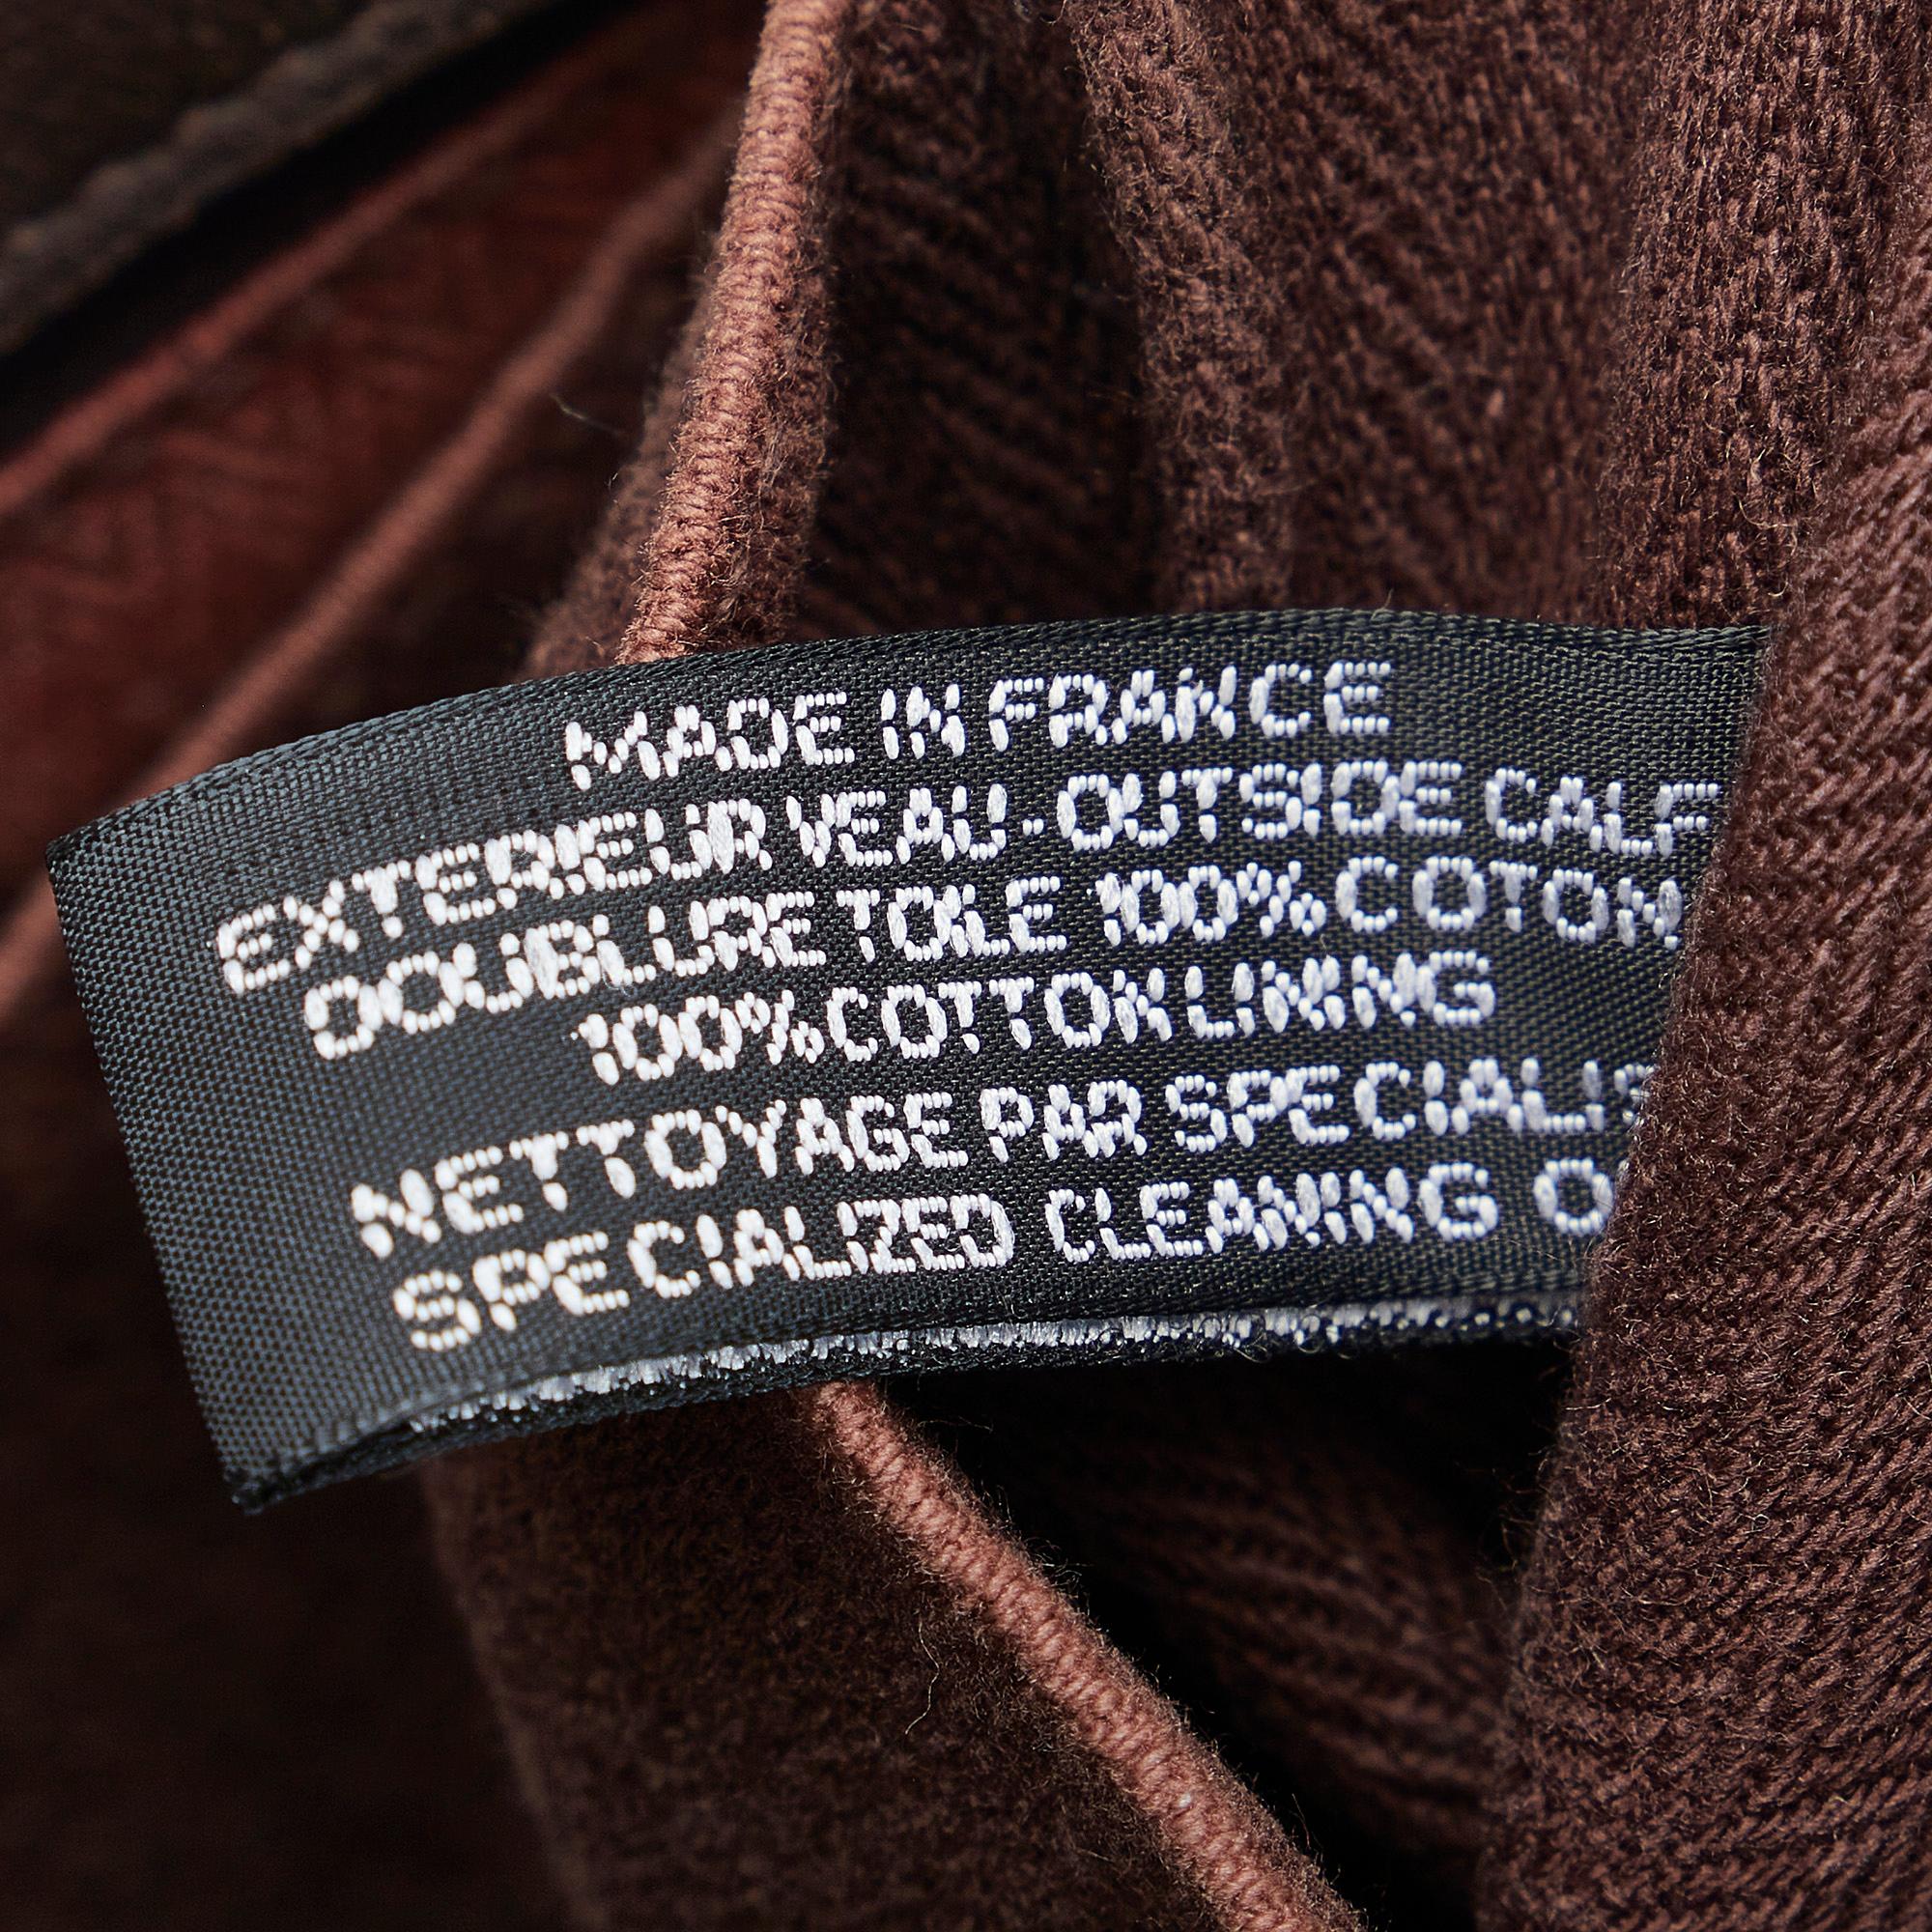 MADE IN FRANCE
EXTERIEUR VEAU-OUTSIDE CALF
DOUBLURE TOILE 100% COTON
100% COTTON LINING
NETTOYAGE PAR SPECIALIS
SPECIALIZED CLEANING O